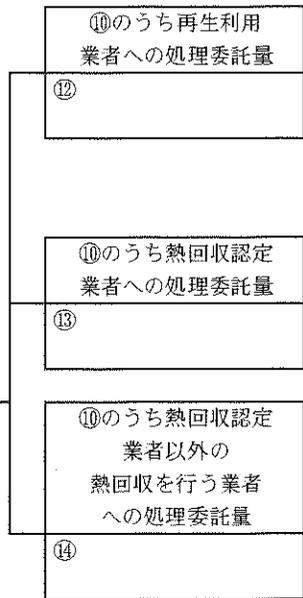 ⑩のうち再生利用
業者への処理委託量
⑫
⑩のうち熱回収認定
業者への処理委託量
⑬
⑩のうち熱回収認定
業者以外の
熱回収を行う業者
への処理委託量
⑭